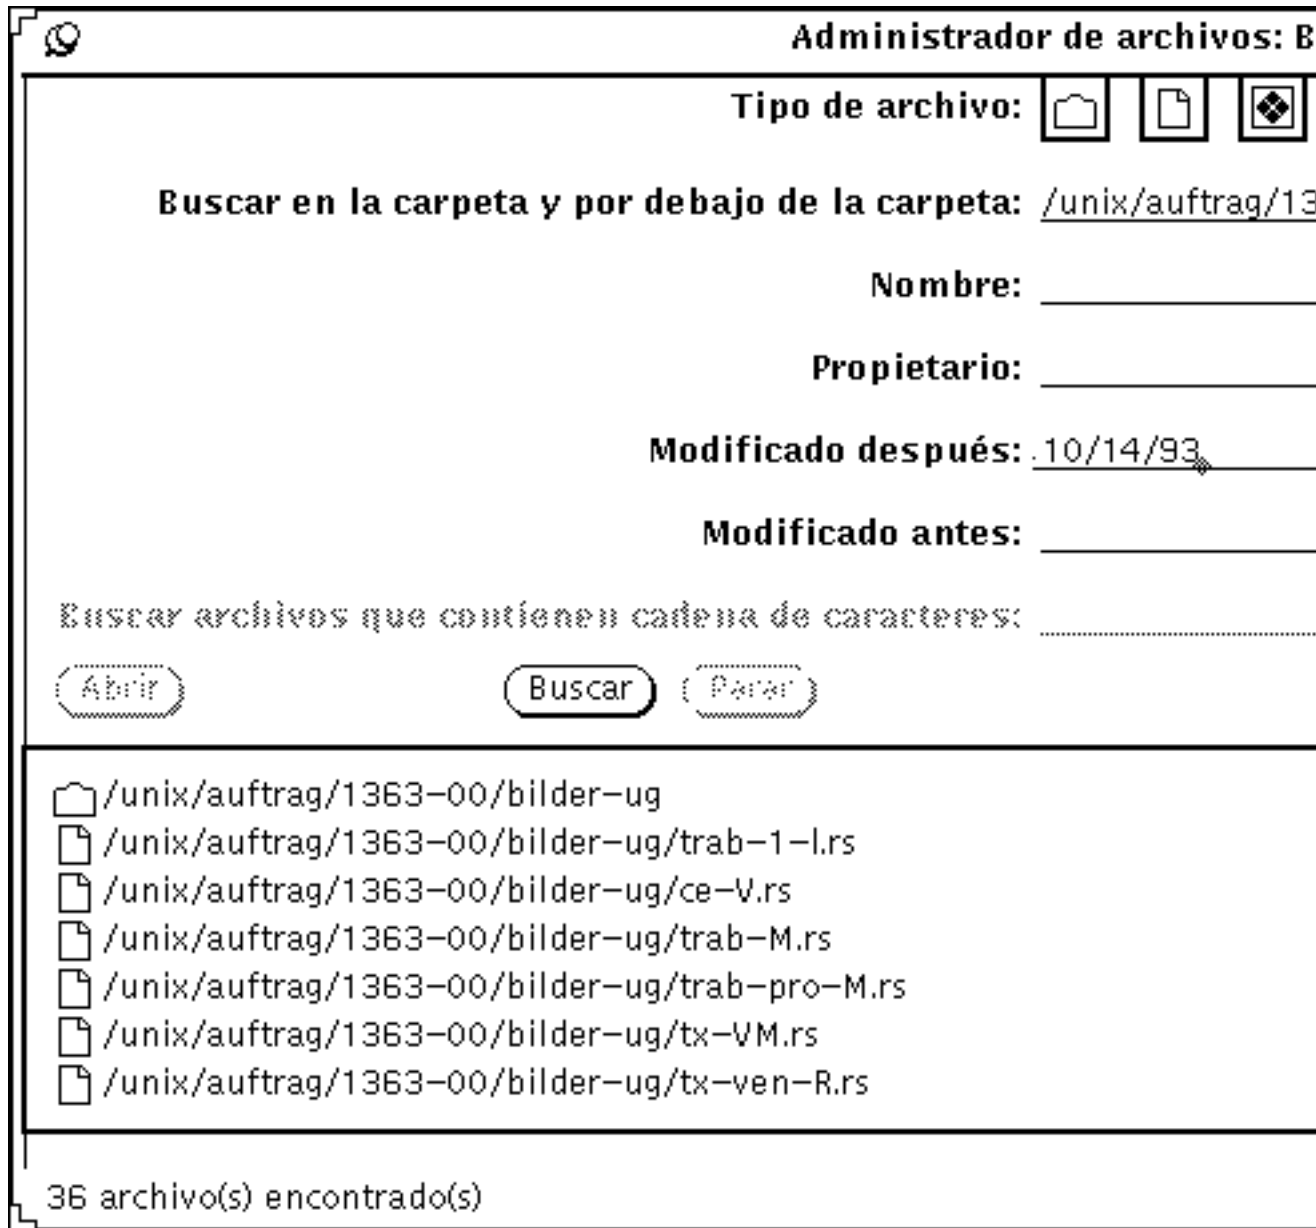 Administrador de archivos: B
Tipo de archivo:
Buscar en la carpeta y por debajo de la carpeta: /unix/auftrag/13
Nombre:
Propietario:
Modificado después: 10/14/93
Modificado antes:
Buscar archivos que contienen cadena de caracteres:
Abrir Buscar Parar
/unix/auftrag/1363-00/bilder-ug
/unix/auftrag/1363-00/bilder-ug/trab-1-l.rs
/unix/auftrag/1363-00/bilder-ug/ce-V.rs
/unix/auftrag/1363-00/bilder-ug/trab-M.rs
/unix/auftrag/1363-00/bilder-ug/trab-pro-M.rs
/unix/auftrag/1363-00/bilder-ug/tx-VM.rs
/unix/auftrag/1363-00/bilder-ug/tx-ven-R.rs
36 archivo(s) encontrado(s)